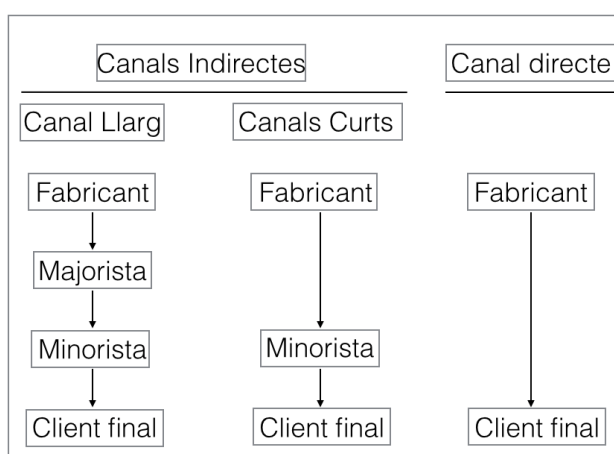 Canals Indirectes
Canal directe
Canal Llarg
Canals Curts
Fabricant
Fabricant
Fabricant
Majorista
Minorista
Minorista
Client final
Client final
Client final